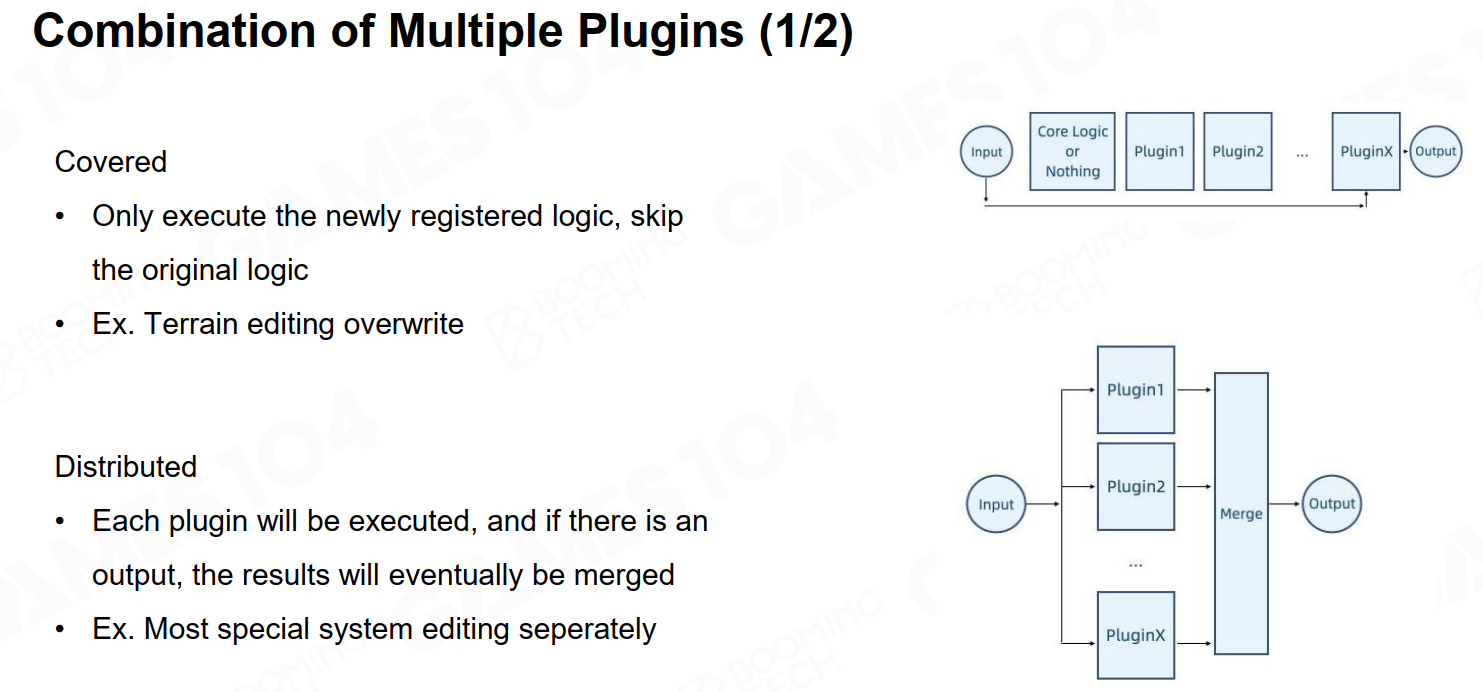 Combination of Multiple Plugins (1/2)
Covered
• Only execute the newly registered logic, skip
the original logic
• Ex. Terrain editing overwrite
Input
Core Logic
or
Nothing
Plugin1
Plugin2
...
PluginX
Output
Distributed
• Each plugin will be executed, and if there is an
output, the results will eventually be merged
• Ex. Most special system editing seperately
Input
Plugin1
Plugin2
...
PluginX
Merge
Output
GAMES104
BOOMING
TECH